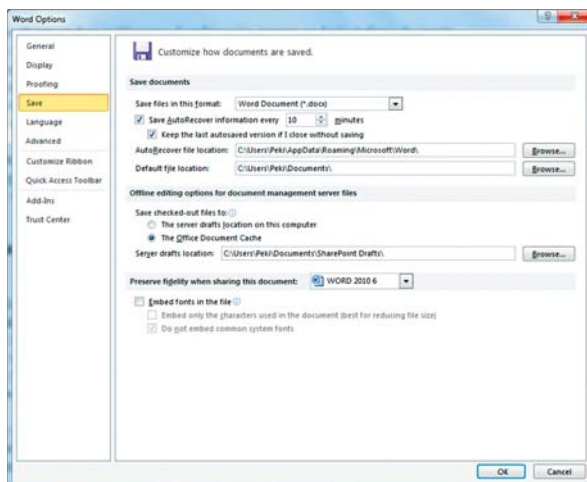 Word Options
General
Display
Proofing
Save
Language
Advanced
Customize Ribbon
Quick Access Toolbar
Add-Ins
Trust Center
Customize how documents are saved.
Save documents
Save files in this format: Word Document (*.docx)
Save AutoRecover information every 10 minutes
Keep the last autosaved version if I close without saving
AutoRecover file location: C:\Users\Peki\AppData\Roaming\Microsoft\Word\ Browse...
Default file location: C:\Users\Peki\Documents\ Browse...
Offline editing options for document management server files
Save checked-out files to:
The server drafts location on this computer
The Office Document Cache
Server drafts location: C:\Users\Peki\Documents\SharePoint Drafts\ Browse...
Preserve fidelity when sharing this document: WORD 2010 6
Embed fonts in the file
Embed only the characters used in the document (best for reducing file size)
Do not embed common system fonts
OK Cancel